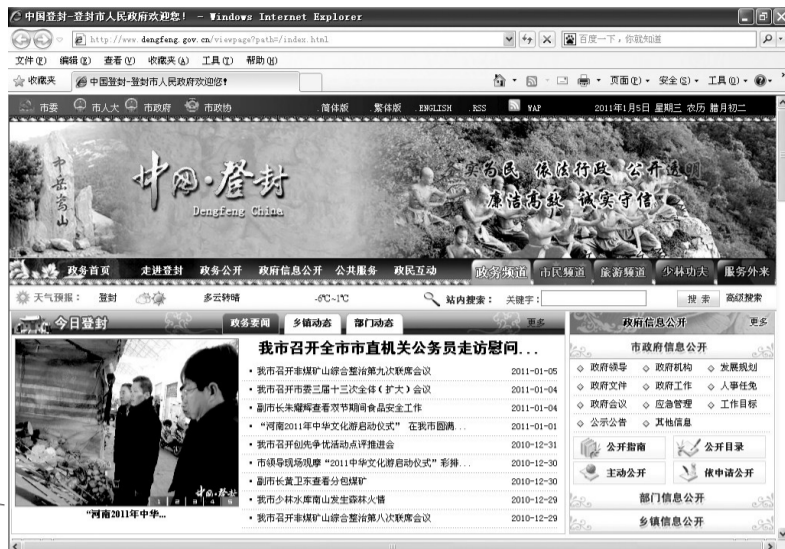 中国登封-登封市人民政府欢迎您! - Windows Internet Explorer
http://www.dengfeng.gov.cn/viewpage?path=/index.html
百度一下，你就知道
文件(F) 编辑(E) 查看(V) 收藏夹(A) 工具(T) 帮助(H)
收藏夹 中国登封-登封市人民政府欢迎您!
页面(P) 安全(S) 工具(O)
市委 市人大 市政府 市政协 .简体版 .繁体版 .ENGLISH .RSS WAP 2011年1月5日 星期三 农历 腊月初二
中岳嵩山
中国·登封
Dengfeng China
务实为民 依法行政 公开透明
廉洁高效 诚实守信
政务首页 走进登封 政务公开 政府信息公开 公共服务 政民互动 政务频道 市民频道 旅游频道 少林功夫 服务外来
天气预报： 登封 多云转晴 -6℃~1℃ 站内搜索： 关键字： 搜 索 高级搜索
今日登封 政务要闻 乡镇动态 部门动态 更多 政府信息公开 更多
我市召开全市市直机关公务员走访慰问...
· 我市召开非煤矿山综合整治第九次联席会议 2011-01-05
· 我市召开市委三届十三次全体（扩大）会议 2011-01-04
· 副市长朱耀辉查看双节期间食品安全工作 2011-01-04
· “河南2011年中华文化游启动仪式” 在我市圆满... 2011-01-01
· 我市召开创先争优活动点评推进会 2010-12-31
· 市领导现场观摩“2011中华文化游启动仪式”彩排... 2010-12-30
· 副市长黄卫东查看分包煤矿 2010-12-30
· 我市少林水库南山发生森林火情 2010-12-29
· 我市召开非煤矿山综合整治第八次联席会议 2010-12-29
中国·登封
1 2 3 4 5
“河南2011年中华...
市政府信息公开
政府领导 政府机构 发展规划
政府文件 政府工作 人事任免
政府会议 应急管理 工作目标
公示公告 其他信息
公开指南 公开目录
主动公开 依申请公开
部门信息公开
乡镇信息公开